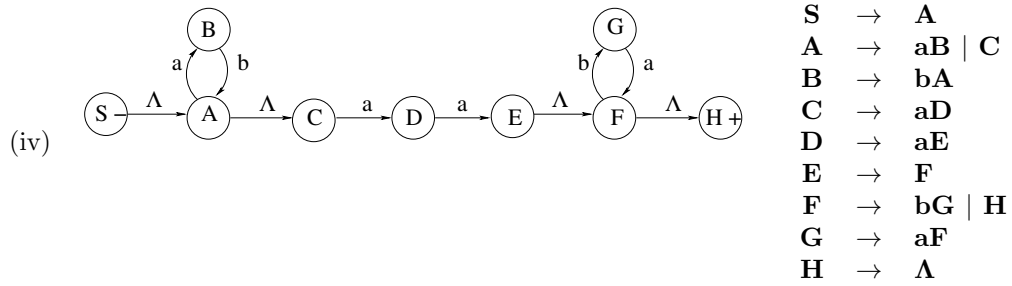 (iv)
B
a b
S − Λ A Λ C a D a E Λ F Λ H +
G
b a
S → A
A → aB | C
B → bA
C → aD
D → aE
E → F
F → bG | H
G → aF
H → Λ